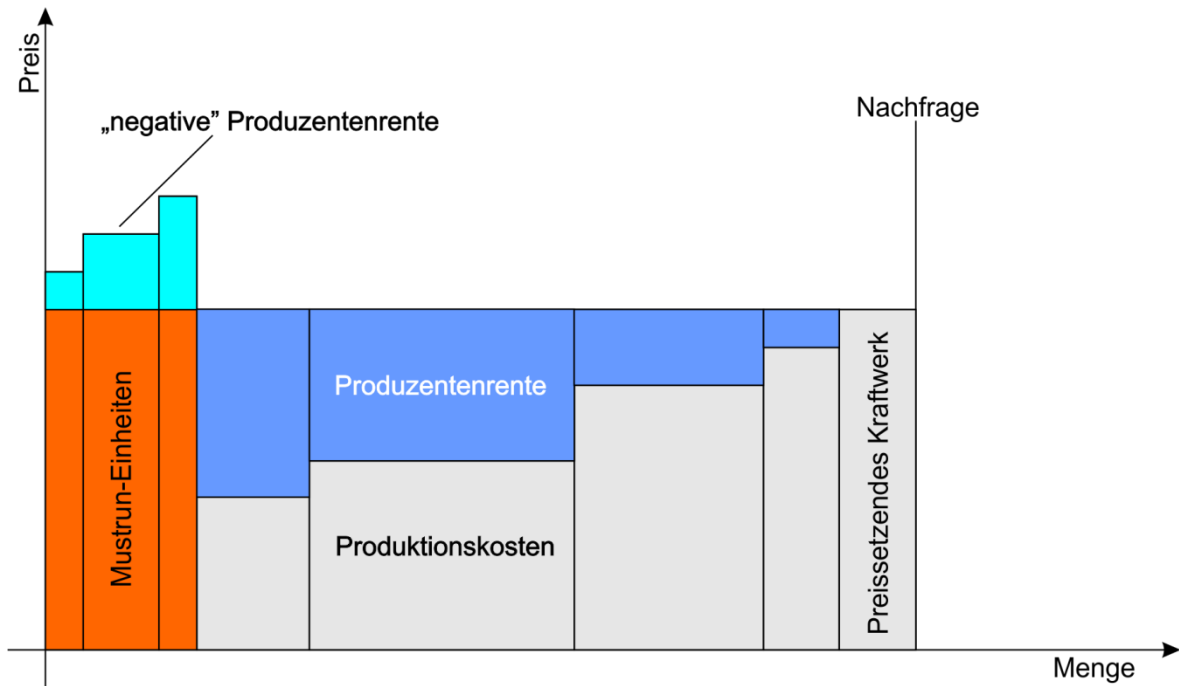 Preis
„negative” Produzentenrente
Nachfrage
Mustrun-Einheiten
Produzentenrente
Produktionskosten
Preissetzendes Kraftwerk
Menge